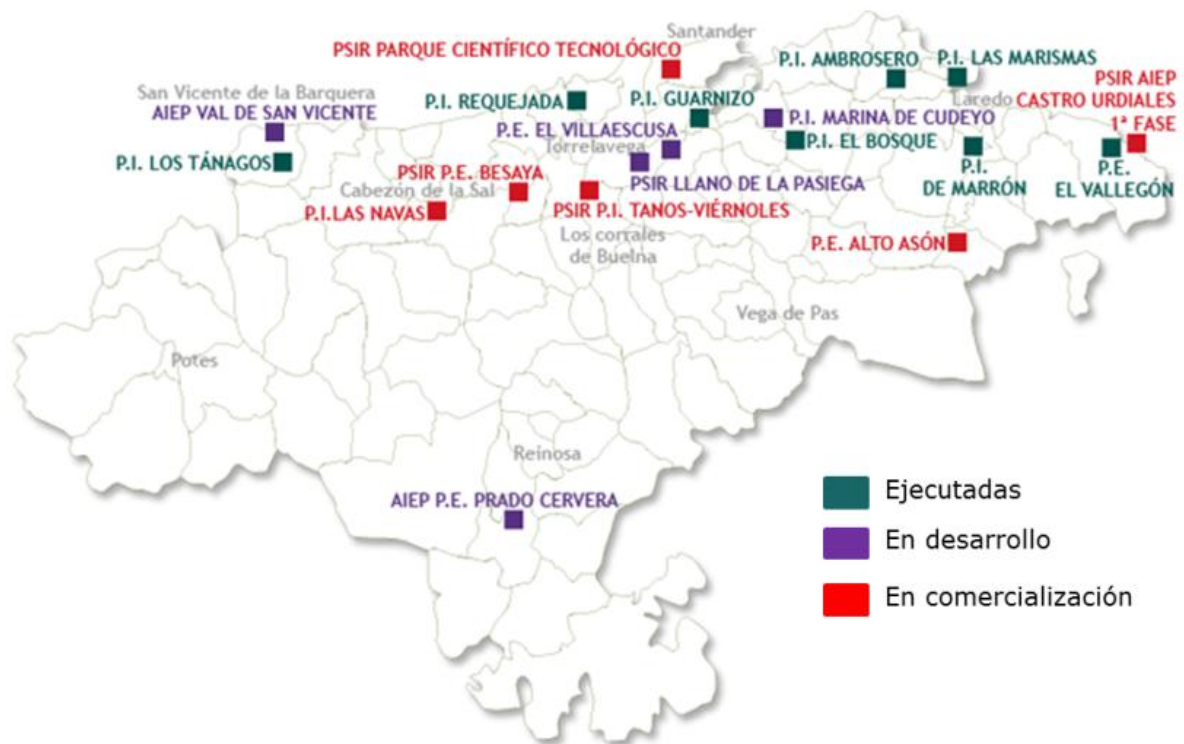 Santander
PSIR PARQUE CIENTÍFICO TECNOLÓGICO
P.I. AMBROSERO
P.I. LAS MARISMAS
PSIR AIEP
CASTRO URDIALES
1ª FASE
San Vicente de la Barquera
AIEP VAL DE SAN VICENTE
P.I. REQUEJADA
P.I. GUARNIZO
Laredo
P.I. MARINA DE CUDEYO
P.E. EL VILLAESCUSA
Torrelavega
P.I. EL BOSQUE
P.I. LOS TÁNAGOS
PSIR P.E. BESAYA
PSIR LLANO DE LA PASIEGA
P.I.
DE MARRÓN
P.E.
EL VALLEGÓN
Cabezón de la Sal
P.I.LAS NAVAS
PSIR P.I. TANOS-VIÉRNOLES
Los corrales
de Buelna
P.E. ALTO ASÓN
Vega de Pas
Potes
Reinosa
AIEP P.E. PRADO CERVERA
Ejecutadas
En desarrollo
En comercialización